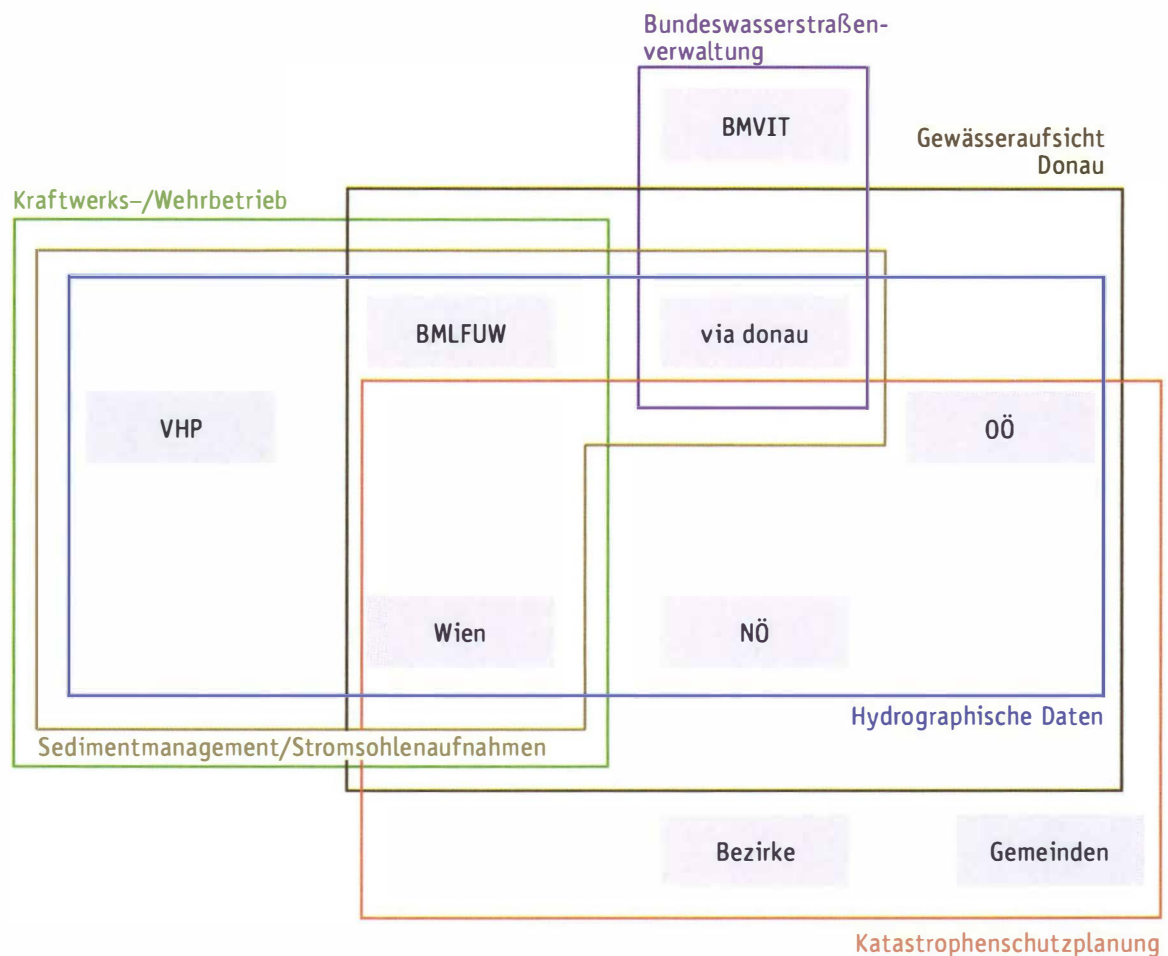 Bundeswasserstraßen-
verwaltung
BMVIT
Gewässeraufsicht
Donau
Kraftwerks-/Wehrbetrieb
BMLFUW
via donau
VHP
OÖ
Wien
NÖ
Hydrographische Daten
Sedimentmanagement/Stromsohlenaufnahmen
Bezirke
Gemeinden
Katastrophenschutzplanung